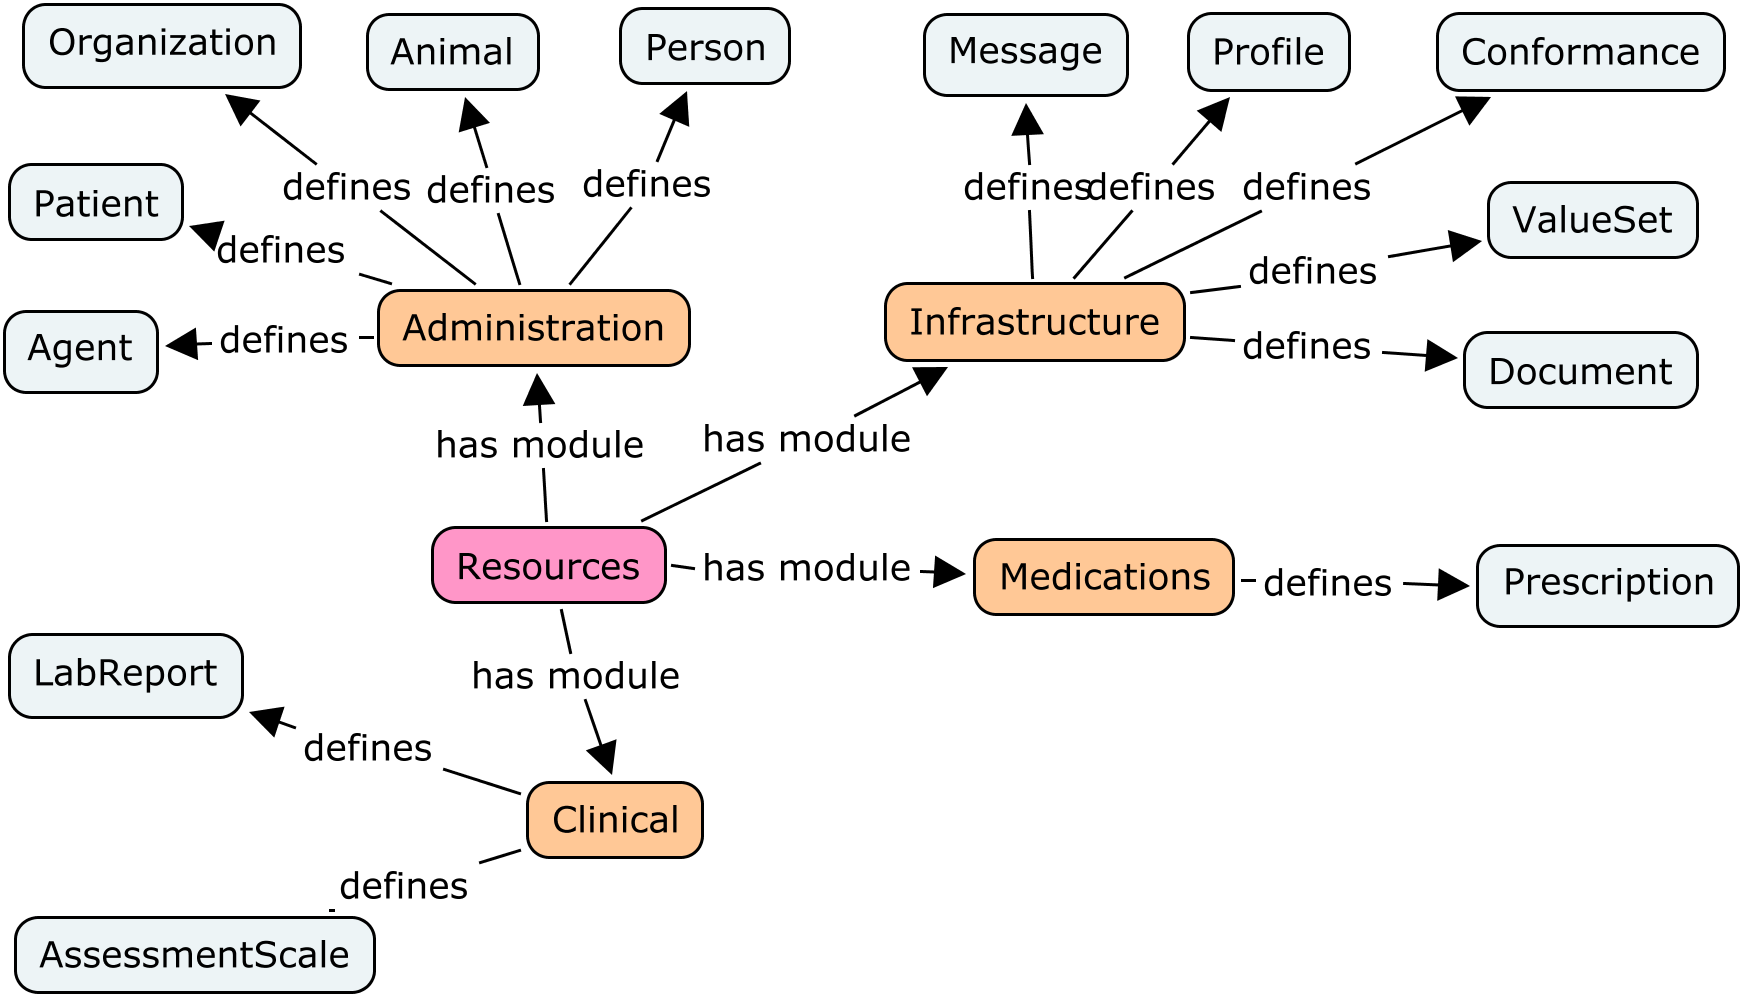 Organization
Animal
Person
Message
Profile
Conformance
defines
defines
defines
defines
defines
defines
Patient
ValueSet
defines
defines
Agent
defines
Administration
Infrastructure
defines
Document
has module
has module
Resources
has module
Medications
defines
Prescription
LabReport
has module
defines
Clinical
defines
AssessmentScale